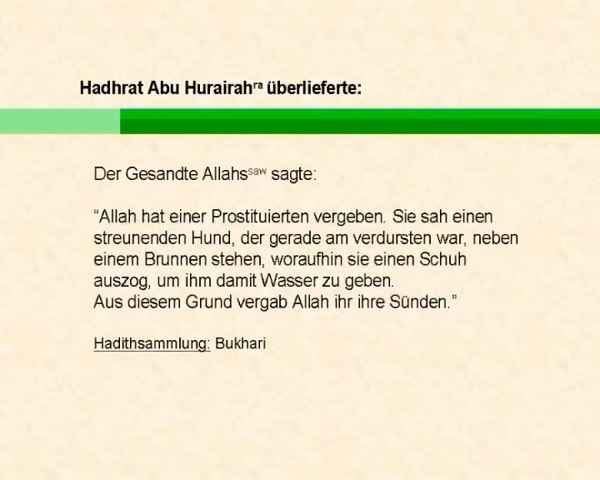 Hadhrat Abu Hurairahʳᵃ überlieferte:
Der Gesandte Allahsˢᵃʷ sagte:
“Allah hat einer Prostituierten vergeben. Sie sah einen
streunenden Hund, der gerade am verdursten war, neben
einem Brunnen stehen, woraufhin sie einen Schuh
auszog, um ihm damit Wasser zu geben.
Aus diesem Grund vergab Allah ihr ihre Sünden.”
Hadithsammlung: Bukhari